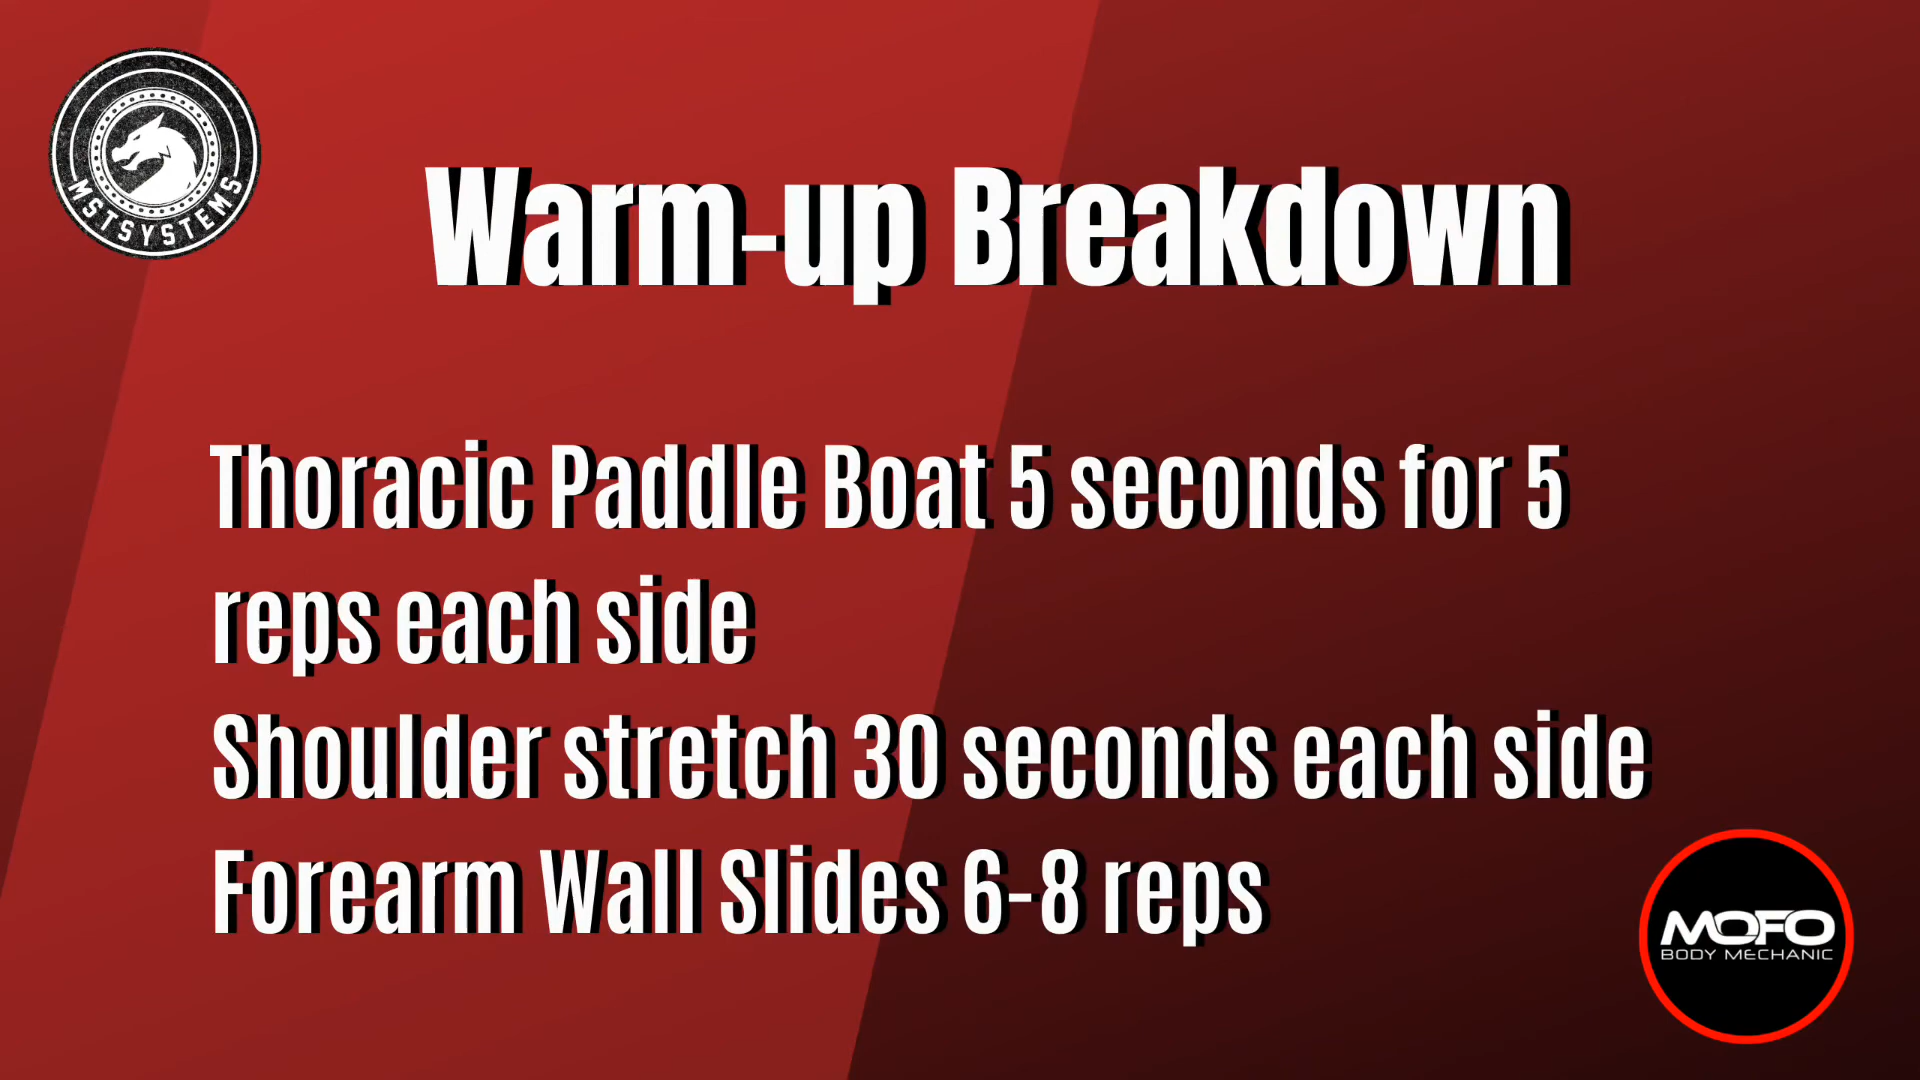 MSTSYSTEMS
Warm-up Breakdown
Thoracic Paddle Boat 5 seconds for 5
reps each side
Shoulder stretch 30 seconds each side
Forearm Wall Slides 6-8 reps
MOFO
BODY MECHANIC